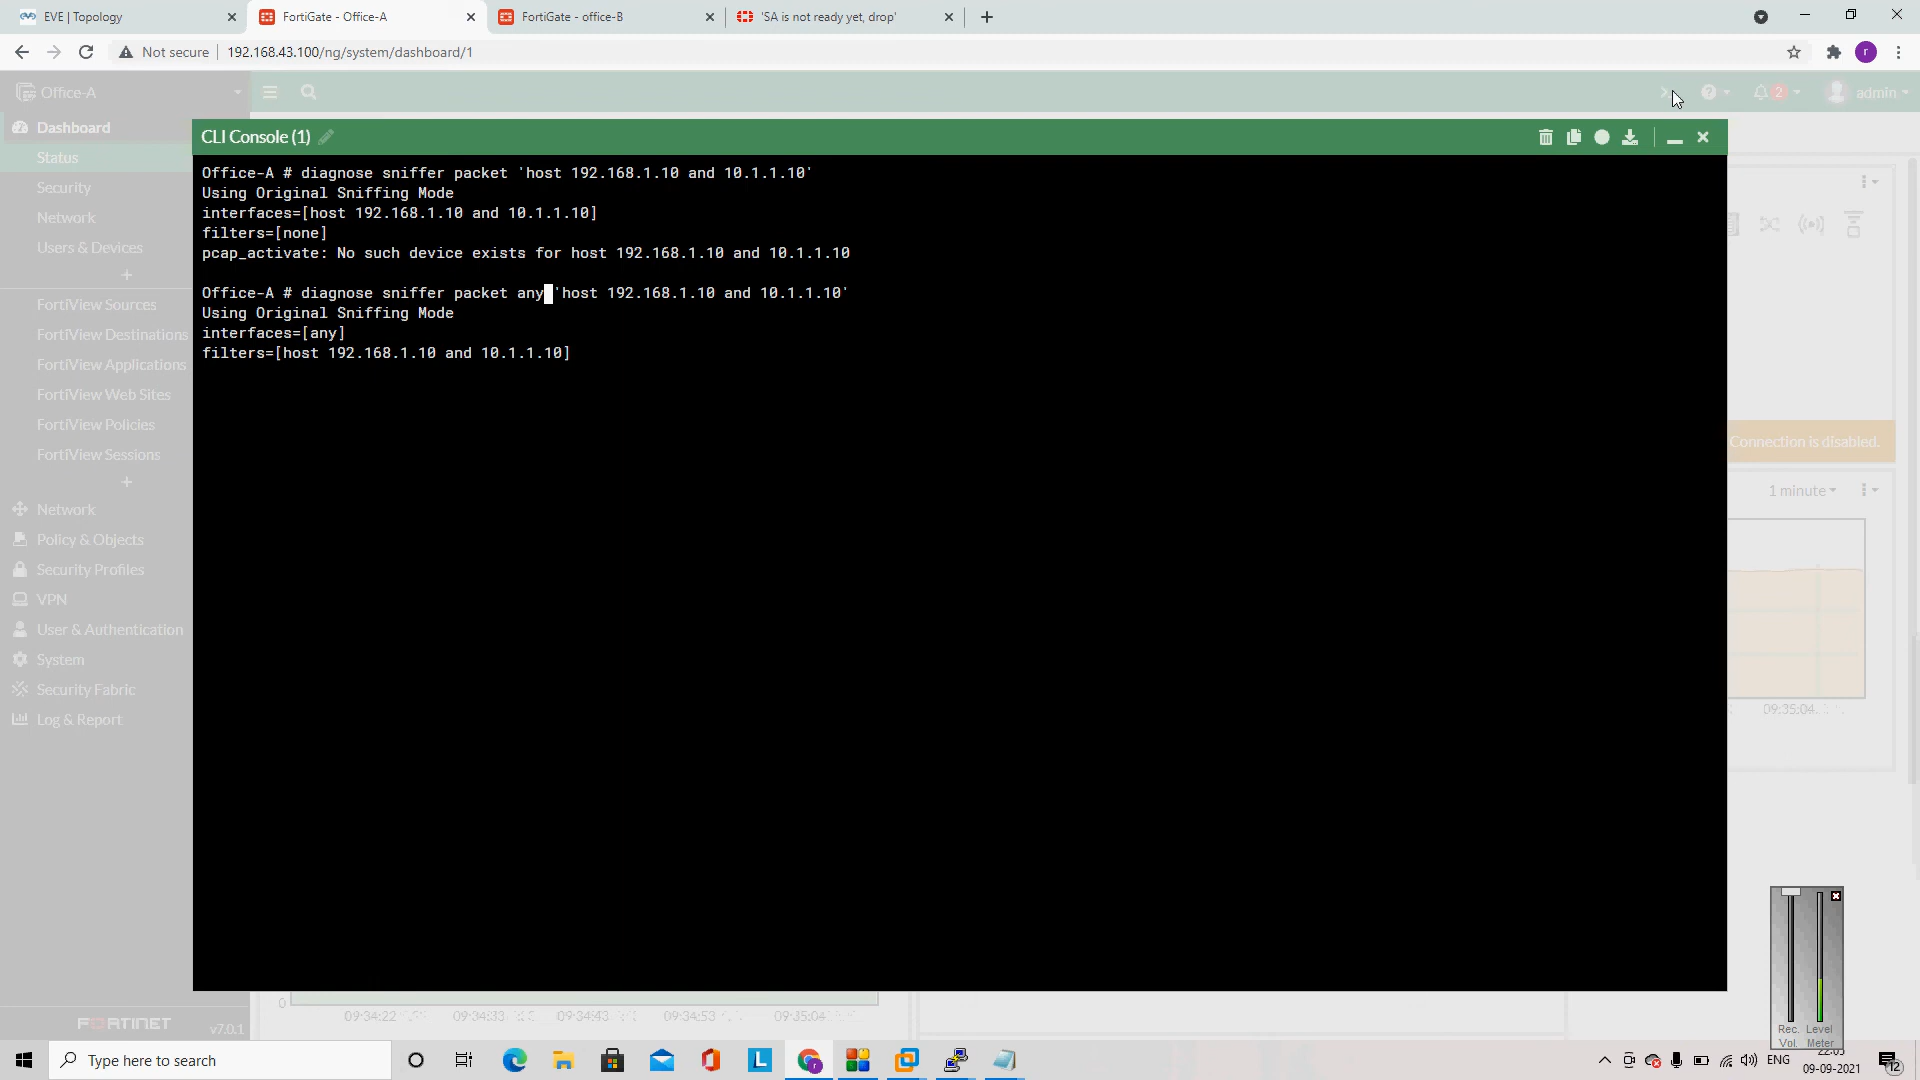 EVE | Topology
FortiGate - Office-A
FortiGate - office-B
'SA is not ready yet, drop'
Not secure
192.168.43.100/ng/system/dashboard/1
r
Office-A
2
admin
Dashboard
Status
Security
Network
Users & Devices
FortiView Sources
FortiView Destinations
FortiView Applications
FortiView Web Sites
FortiView Policies
FortiView Sessions
Network
Policy & Objects
Security Profiles
VPN
User & Authentication
System
Security Fabric
Log & Report
FORTINET
v7.0.1
CLI Console (1)
Office-A # diagnose sniffer packet 'host 192.168.1.10 and 10.1.1.10'
Using Original Sniffing Mode
interfaces=[host 192.168.1.10 and 10.1.1.10]
filters=[none]
pcap_activate: No such device exists for host 192.168.1.10 and 10.1.1.10
Office-A # diagnose sniffer packet any 'host 192.168.1.10 and 10.1.1.10'
Using Original Sniffing Mode
interfaces=[any]
filters=[host 192.168.1.10 and 10.1.1.10]
Connection is disabled.
1 minute
09:35:04
0
09:34:22
09:34:33
09:34:43
09:34:53
09:35:04
Rec. Level
Vol. Meter
Type here to search
L
r
ENG
09-09-2021
12